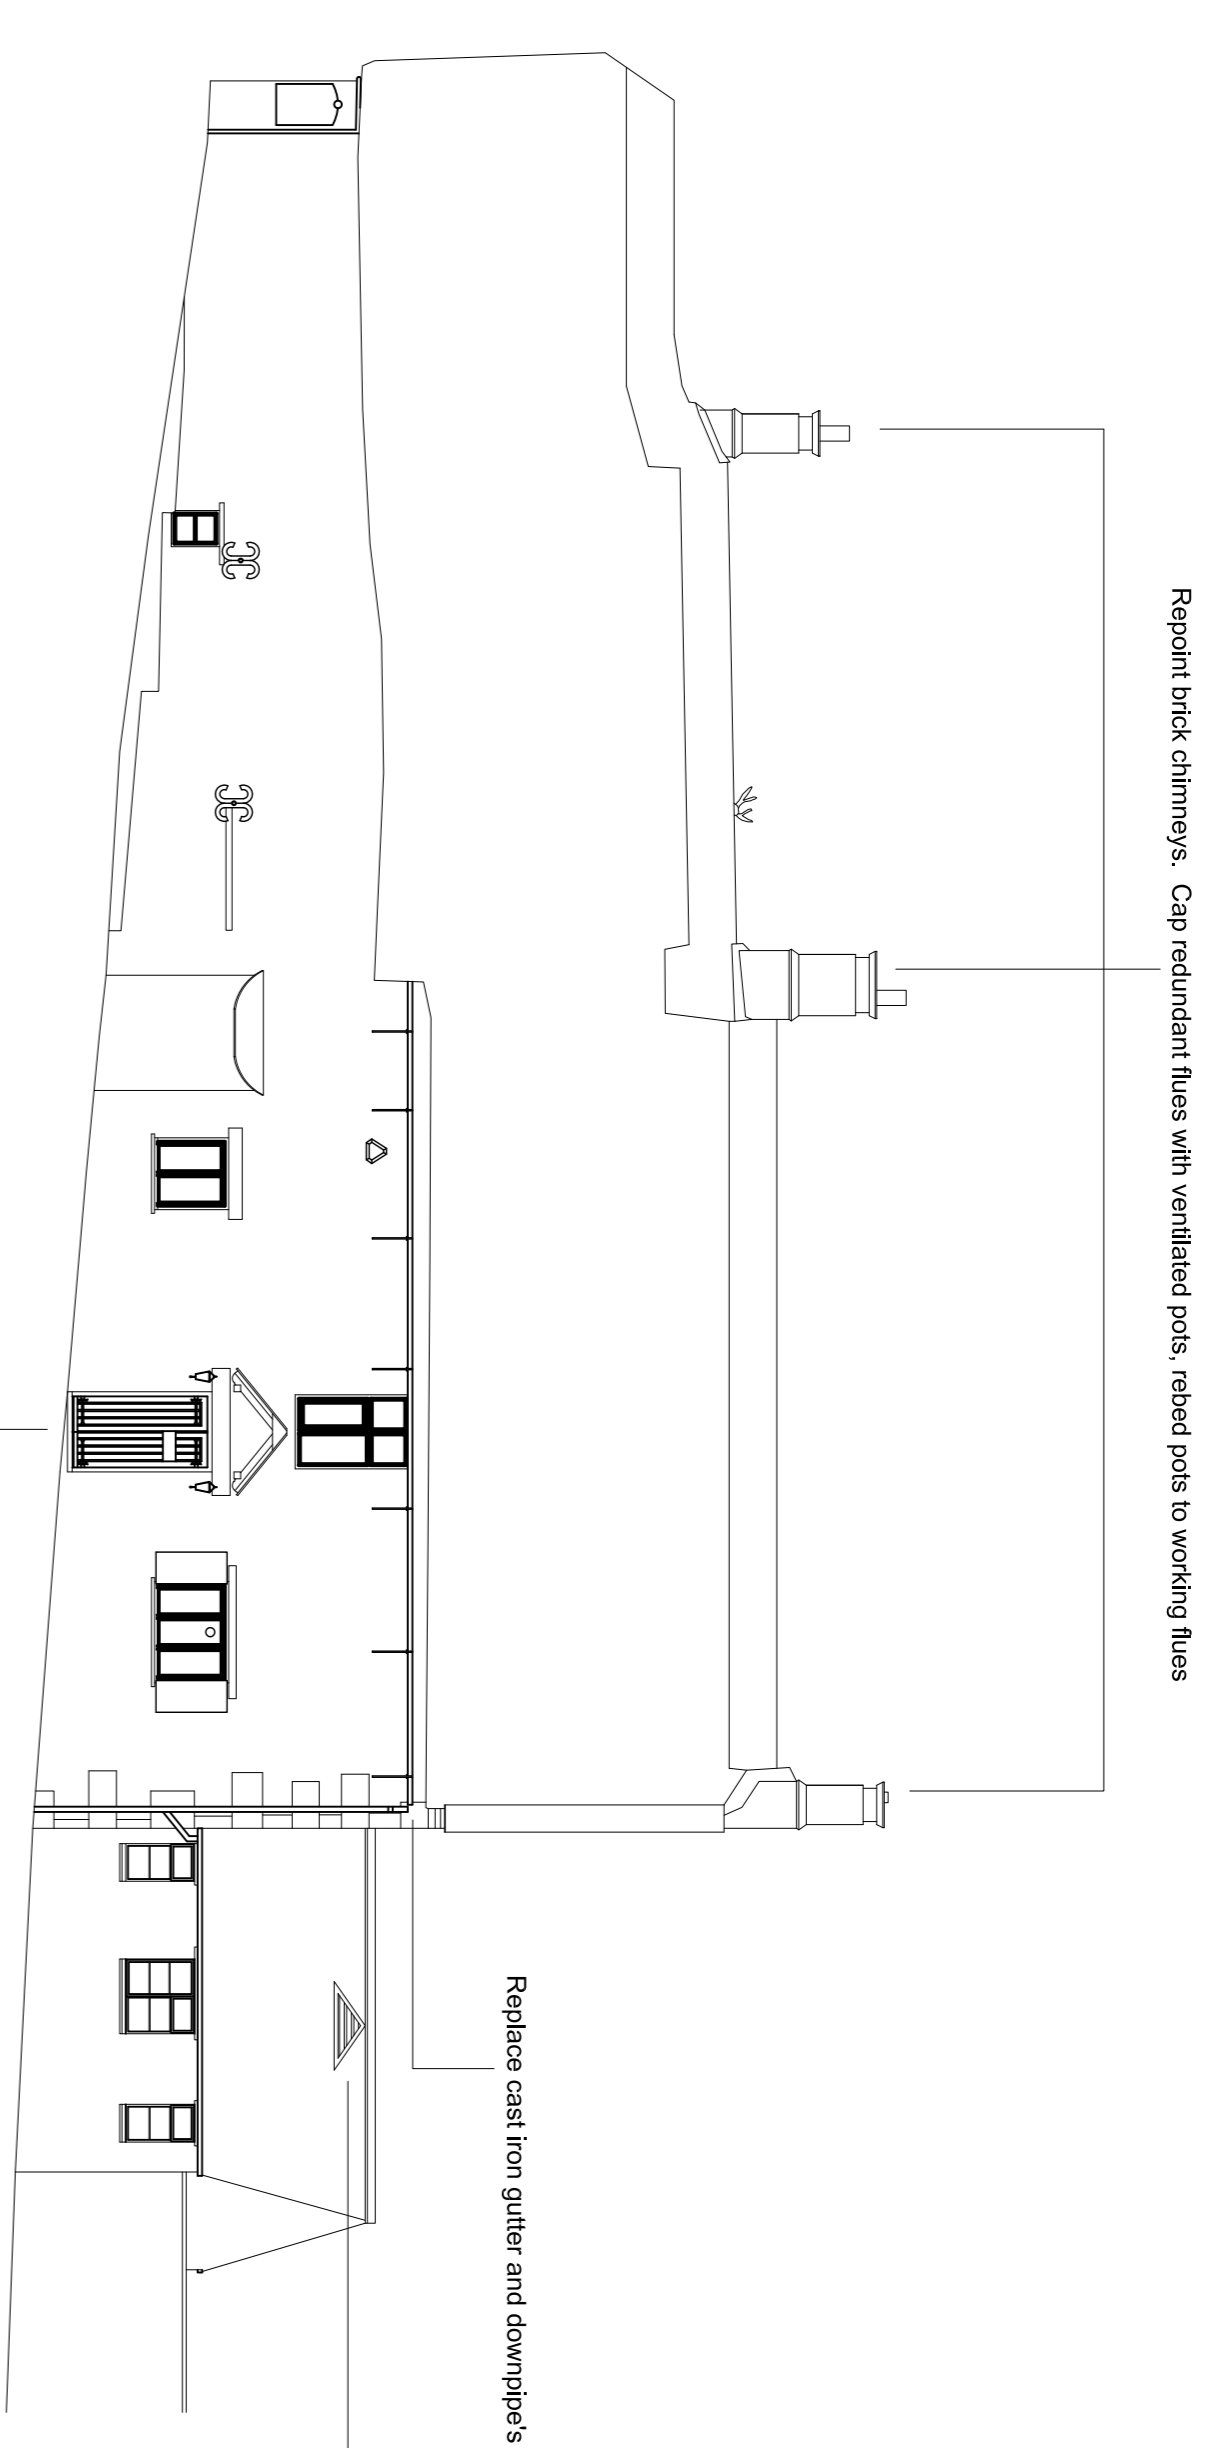 Repoint brick chimneys.  Cap redundant flues with ventilated pots, rebed pots to working flues
Replace cast iron gutter and downpipe's